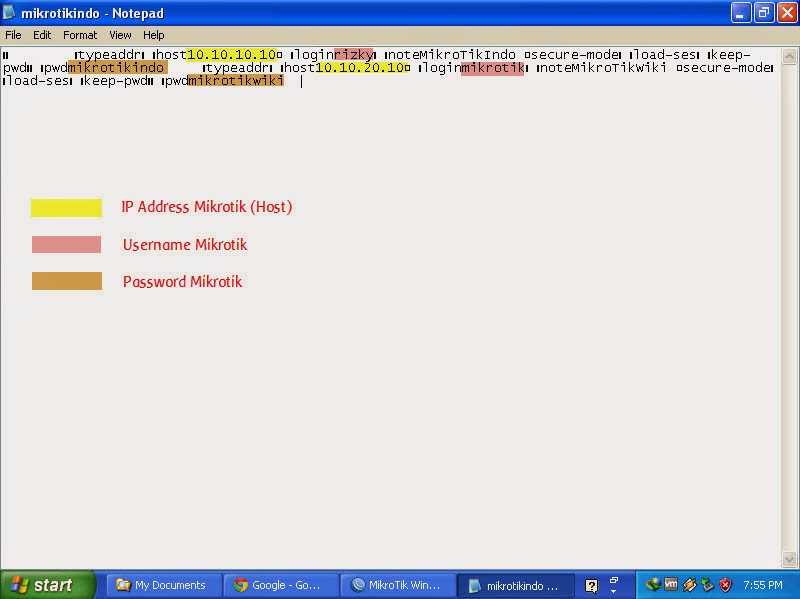 mikrotikindo - Notepad
File Edit Format View Help
typeaddr host10.10.10.10¤ loginrizky noteMikroTikIndo ¤secure-mode load-ses keep-
pwd pwdmikrotikindo typeaddr host10.10.20.10¤ loginmikrotik noteMikroTikWiki ¤secure-mode
load-ses keep-pwd pwdmikrotikwiki
IP Address Mikrotik (Host)
Username Mikrotik
Password Mikrotik
start My Documents Google - Go... MikroTik Win... mikrotikindo ... 7:55 PM